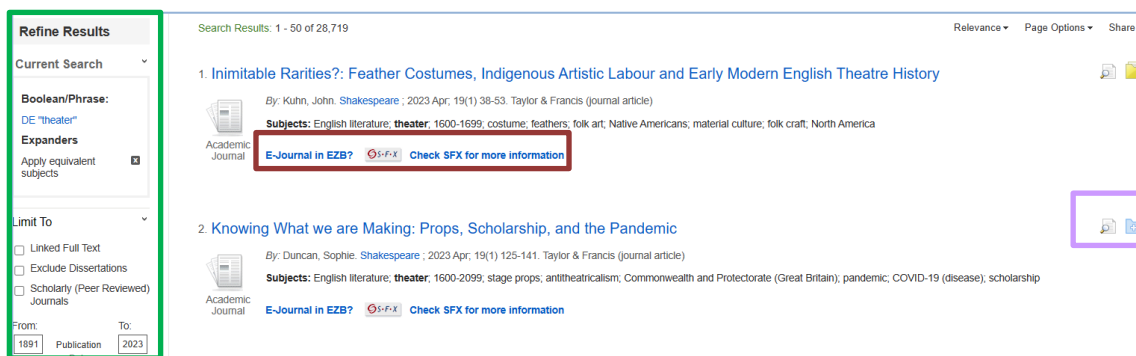 Refine Results
Current Search
Boolean/Phrase:
DE "theater"
Expanders
Apply equivalent
subjects
Limit To
Linked Full Text
Exclude Dissertations
Scholarly (Peer Reviewed)
Journals
From: To:
1891 Publication 2023
Search Results: 1 - 50 of 28,719
Relevance Page Options Share
1. Inimitable Rarities?: Feather Costumes, Indigenous Artistic Labour and Early Modern English Theatre History
By: Kuhn, John. Shakespeare ; 2023 Apr; 19(1) 38-53. Taylor & Francis (journal article)
Subjects: English literature; theater; 1600-1699; costume; feathers; folk art; Native Americans; material culture; folk craft; North America
Academic
Journal
E-Journal in EZB? S·F·X Check SFX for more information
2. Knowing What we are Making: Props, Scholarship, and the Pandemic
By: Duncan, Sophie. Shakespeare ; 2023 Apr; 19(1) 125-141. Taylor & Francis (journal article)
Subjects: English literature; theater; 1600-2099; stage props; antitheatricalism; Commonwealth and Protectorate (Great Britain); pandemic; COVID-19 (disease); scholarship
Academic
Journal
E-Journal in EZB? S·F·X Check SFX for more information